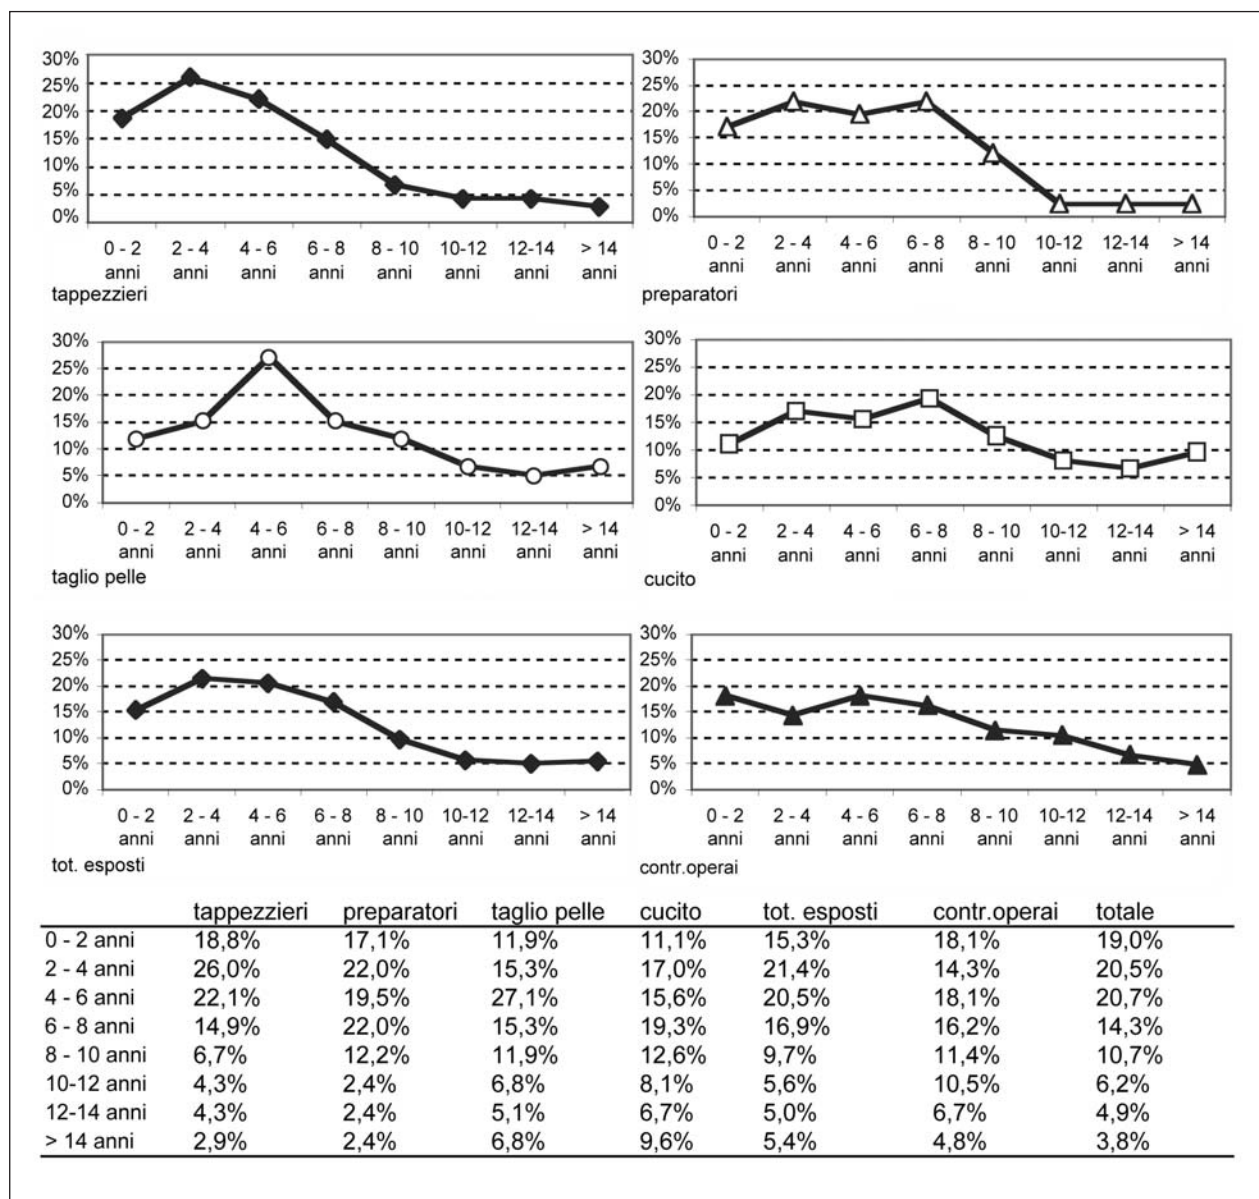 30%
25%
20%
15%
10%
5%
0%
0 - 2 anni
2 - 4 anni
4 - 6 anni
6 - 8 anni
8 - 10 anni
10-12 anni
12-14 anni
> 14 anni
tappezzieri
30%
25%
20%
15%
10%
5%
0%
0 - 2 anni
2 - 4 anni
4 - 6 anni
6 - 8 anni
8 - 10 anni
10-12 anni
12-14 anni
> 14 anni
preparatori
30%
25%
20%
15%
10%
5%
0%
0 - 2 anni
2 - 4 anni
4 - 6 anni
6 - 8 anni
8 - 10 anni
10-12 anni
12-14 anni
> 14 anni
taglio pelle
30%
25%
20%
15%
10%
5%
0%
0 - 2 anni
2 - 4 anni
4 - 6 anni
6 - 8 anni
8 - 10 anni
10-12 anni
12-14 anni
> 14 anni
cucito
30%
25%
20%
15%
10%
5%
0%
0 - 2 anni
2 - 4 anni
4 - 6 anni
6 - 8 anni
8 - 10 anni
10-12 anni
12-14 anni
> 14 anni
tot. esposti
30%
25%
20%
15%
10%
5%
0%
0 - 2 anni
2 - 4 anni
4 - 6 anni
6 - 8 anni
8 - 10 anni
10-12 anni
12-14 anni
> 14 anni
contr.operai
tappezzieri preparatori taglio pelle cucito tot. esposti contr.operai totale
0 - 2 anni 18,8% 17,1% 11,9% 11,1% 15,3% 18,1% 19,0%
2 - 4 anni 26,0% 22,0% 15,3% 17,0% 21,4% 14,3% 20,5%
4 - 6 anni 22,1% 19,5% 27,1% 15,6% 20,5% 18,1% 20,7%
6 - 8 anni 14,9% 22,0% 15,3% 19,3% 16,9% 16,2% 14,3%
8 - 10 anni 6,7% 12,2% 11,9% 12,6% 9,7% 11,4% 10,7%
10-12 anni 4,3% 2,4% 6,8% 8,1% 5,6% 10,5% 6,2%
12-14 anni 4,3% 2,4% 5,1% 6,7% 5,0% 6,7% 4,9%
> 14 anni 2,9% 2,4% 6,8% 9,6% 5,4% 4,8% 3,8%